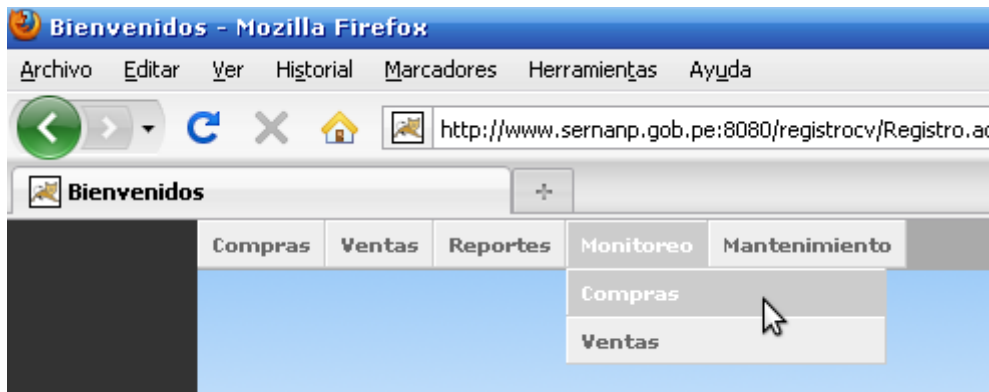 Bienvenidos - Mozilla Firefox
Archivo Editar Ver Historial Marcadores Herramientas Ayuda
http://www.sernanp.gob.pe:8080/registrocv/Registro.ac
Bienvenidos
Compras Ventas Reportes Monitoreo Mantenimiento
Compras
Ventas